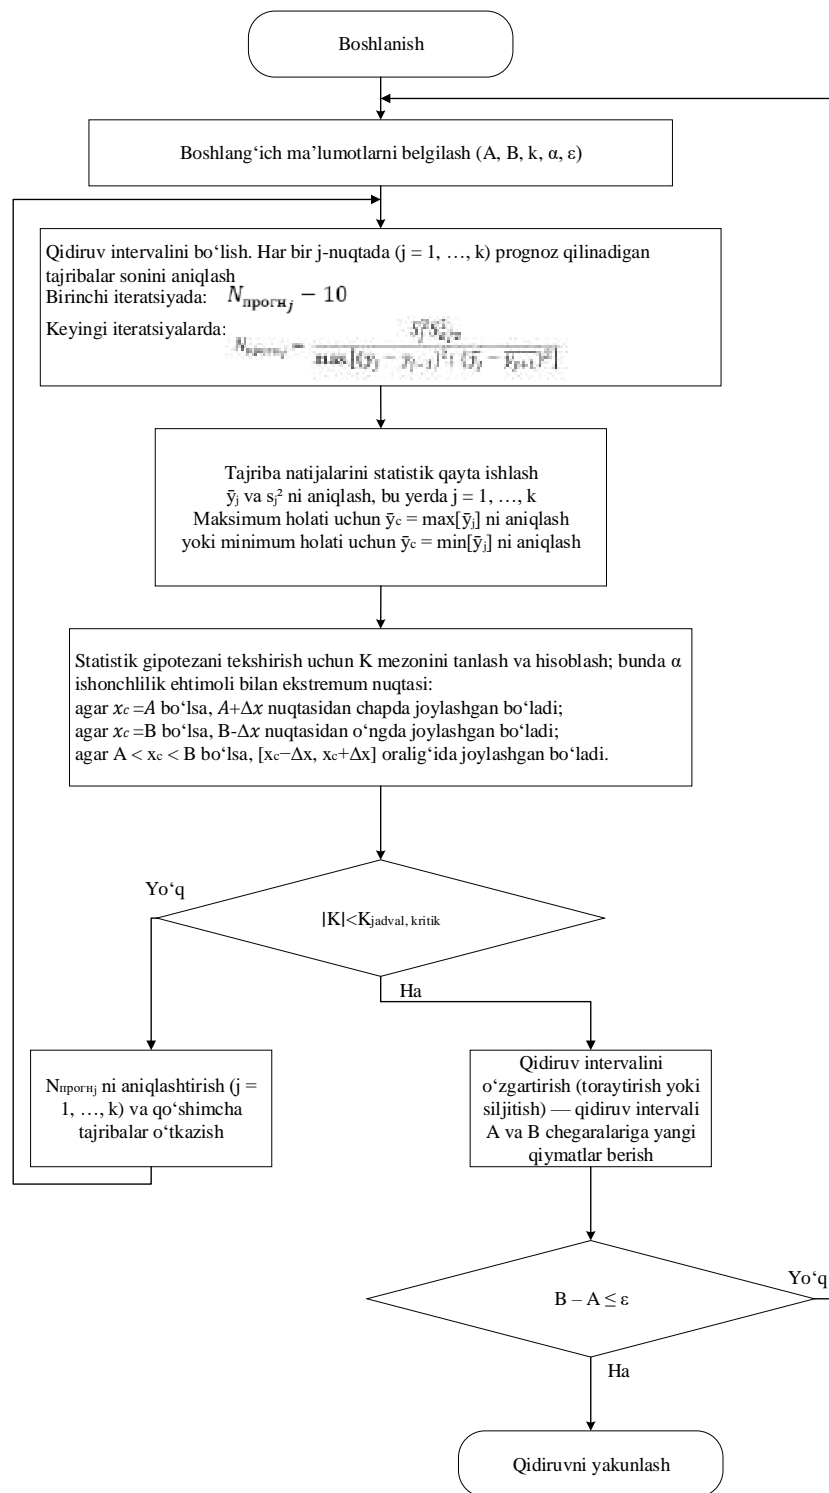 Boshlanish
Boshlang‘ich ma’lumotlarni belgilash (A, B, k, α, ε)
Qidiruv intervalini bo‘lish. Har bir j-nuqtada (j = 1, …, k) prognoz qilinadigan
tajribalar sonini aniqlash
Birinchi iteratsiyada: Nпрогнj − 10
Keyingi iteratsiyalarda:
Tajriba natijalarini statistik qayta ishlash
ȳⱼ va sⱼ² ni aniqlash, bu yerda j = 1, …, k
Maksimum holati uchun ȳc = max[ȳⱼ] ni aniqlash
yoki minimum holati uchun ȳc = min[ȳⱼ] ni aniqlash
Statistik gipotezani tekshirish uchun K mezonini tanlash va hisoblash; bunda α
ishonchlilik ehtimoli bilan ekstremum nuqtasi:
agar xc =A bo‘lsa, A+Δx nuqtasidan chapda joylashgan bo‘ladi;
agar xc =B bo‘lsa, B-Δx nuqtasidan o‘ngda joylashgan bo‘ladi;
agar A < xc < B bo‘lsa, [xc−Δx, xc+Δx] oralig‘ida joylashgan bo‘ladi.
Yo‘q
|K|<Kjadval, kritik
Ha
Nпрогнj ni aniqlashtirish (j =
1, …, k) va qo‘shimcha
tajribalar o‘tkazish
Qidiruv intervalini
o‘zgartirish (toraytirish yoki
siljitish) — qidiruv intervali
A va B chegaralariga yangi
qiymatlar berish
Yo‘q
B – A ≤ ε
Ha
Qidiruvni yakunlash